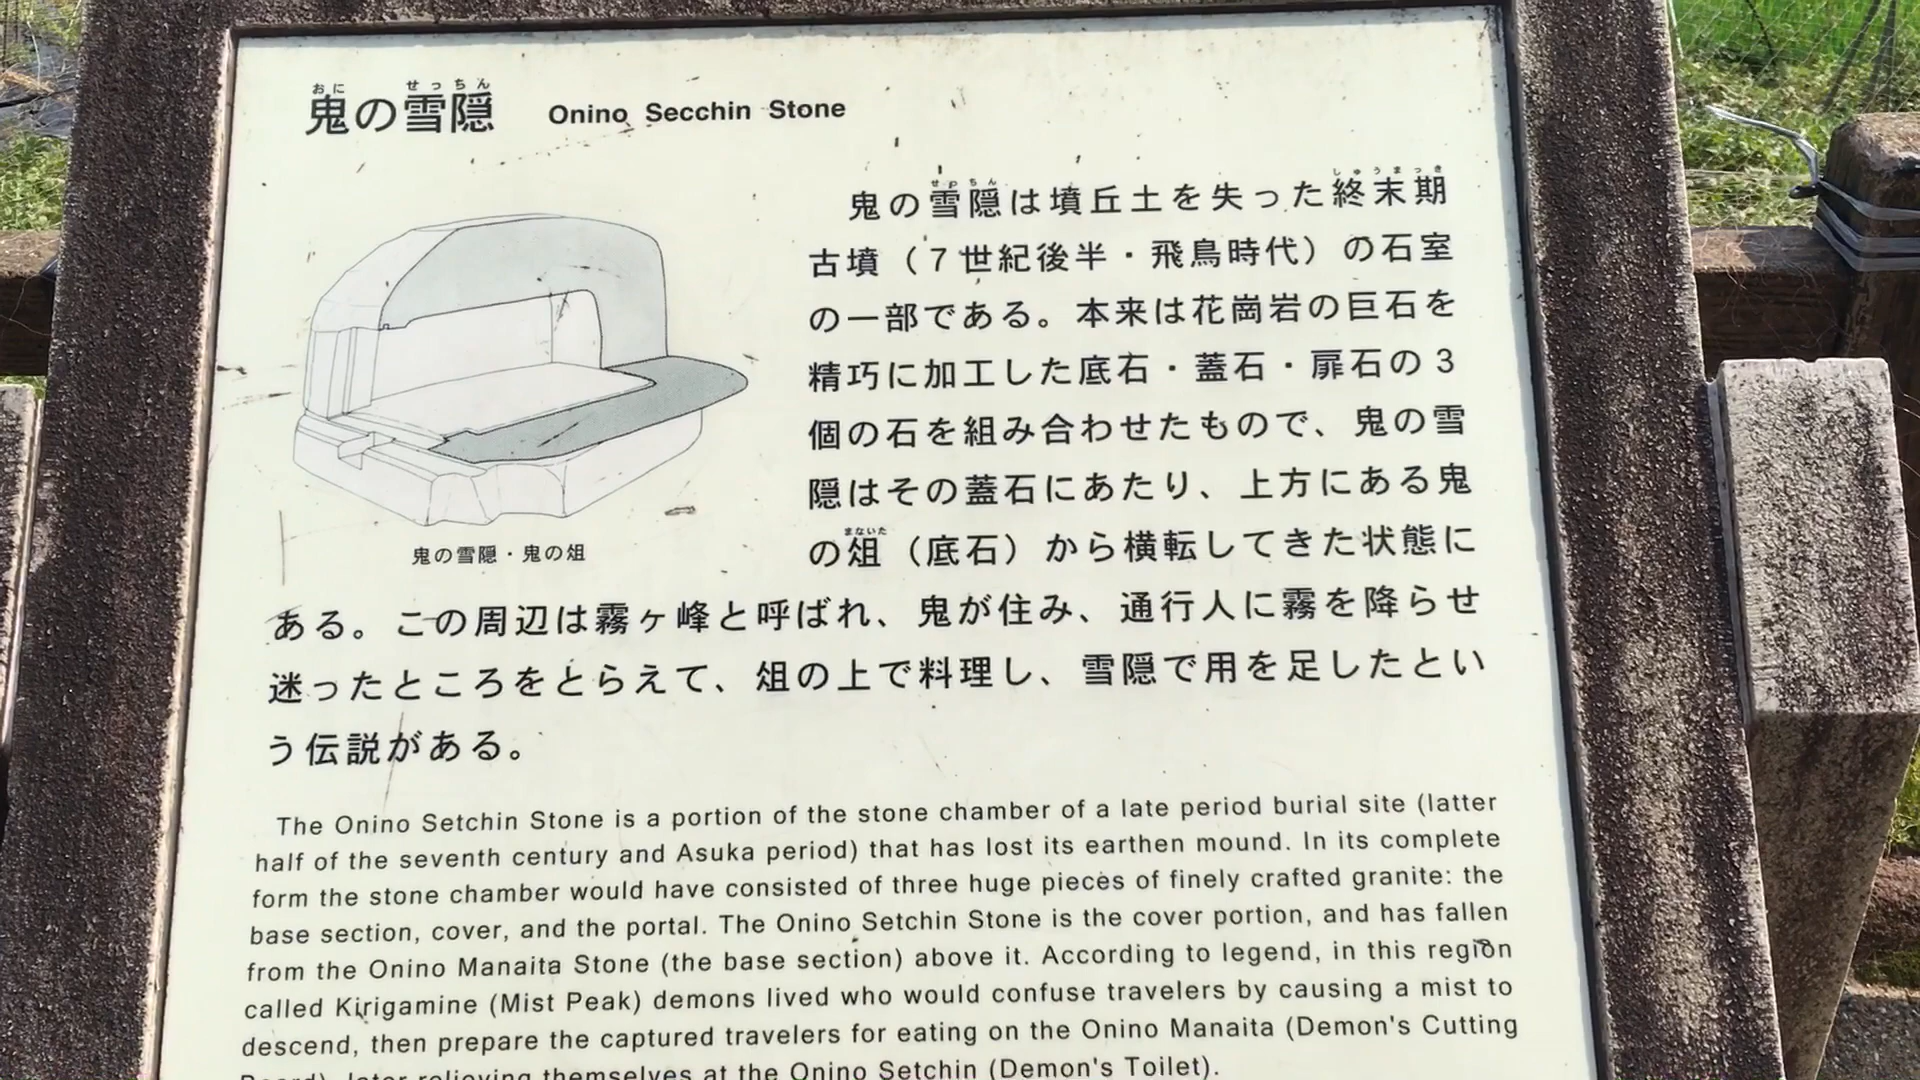 鬼の雪隠 Onino Secchin Stone
おに せっちん
鬼の雪隠は墳丘土を失った終末期
せっちん しゅうまっき
古墳（7世紀後半・飛鳥時代）の石室
の一部である。本来は花崗岩の巨石を
精巧に加工した底石・蓋石・扉石の3
個の石を組み合わせたもので、鬼の雪
隠はその蓋石にあたり、上方にある鬼
の俎（底石）から横転してきた状態に
まないた
鬼の雪隠・鬼の俎
ある。この周辺は霧ヶ峰と呼ばれ、鬼が住み、通行人に霧を降らせ
迷ったところをとらえて、俎の上で料理し、雪隠で用を足したとい
う伝説がある。
The Onino Setchin Stone is a portion of the stone chamber of a late period burial site (latter
half of the seventh century and Asuka period) that has lost its earthen mound. In its complete
form the stone chamber would have consisted of three huge pieces of finely crafted granite: the
base section, cover, and the portal. The Onino Setchin Stone is the cover portion, and has fallen
from the Onino Manaita Stone (the base section) above it. According to legend, in this region
called Kirigamine (Mist Peak) demons lived who would confuse travelers by causing a mist to
descend, then prepare the captured travelers for eating on the Onino Manaita (Demon's Cutting
later relieving themselves at the Onino Setchin (Demon's Toilet).